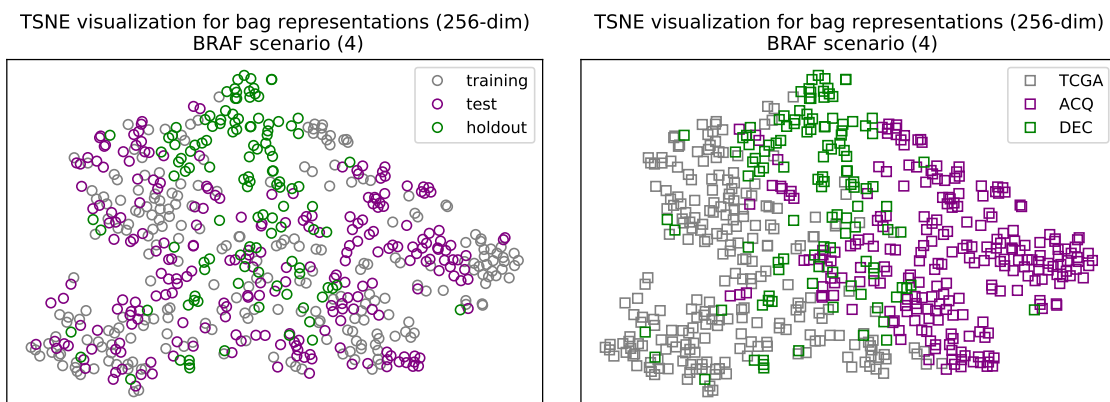 TSNE visualization for bag representations (256-dim)
BRAF scenario (4)
training
test
holdout
TSNE visualization for bag representations (256-dim)
BRAF scenario (4)
TCGA
ACQ
DEC